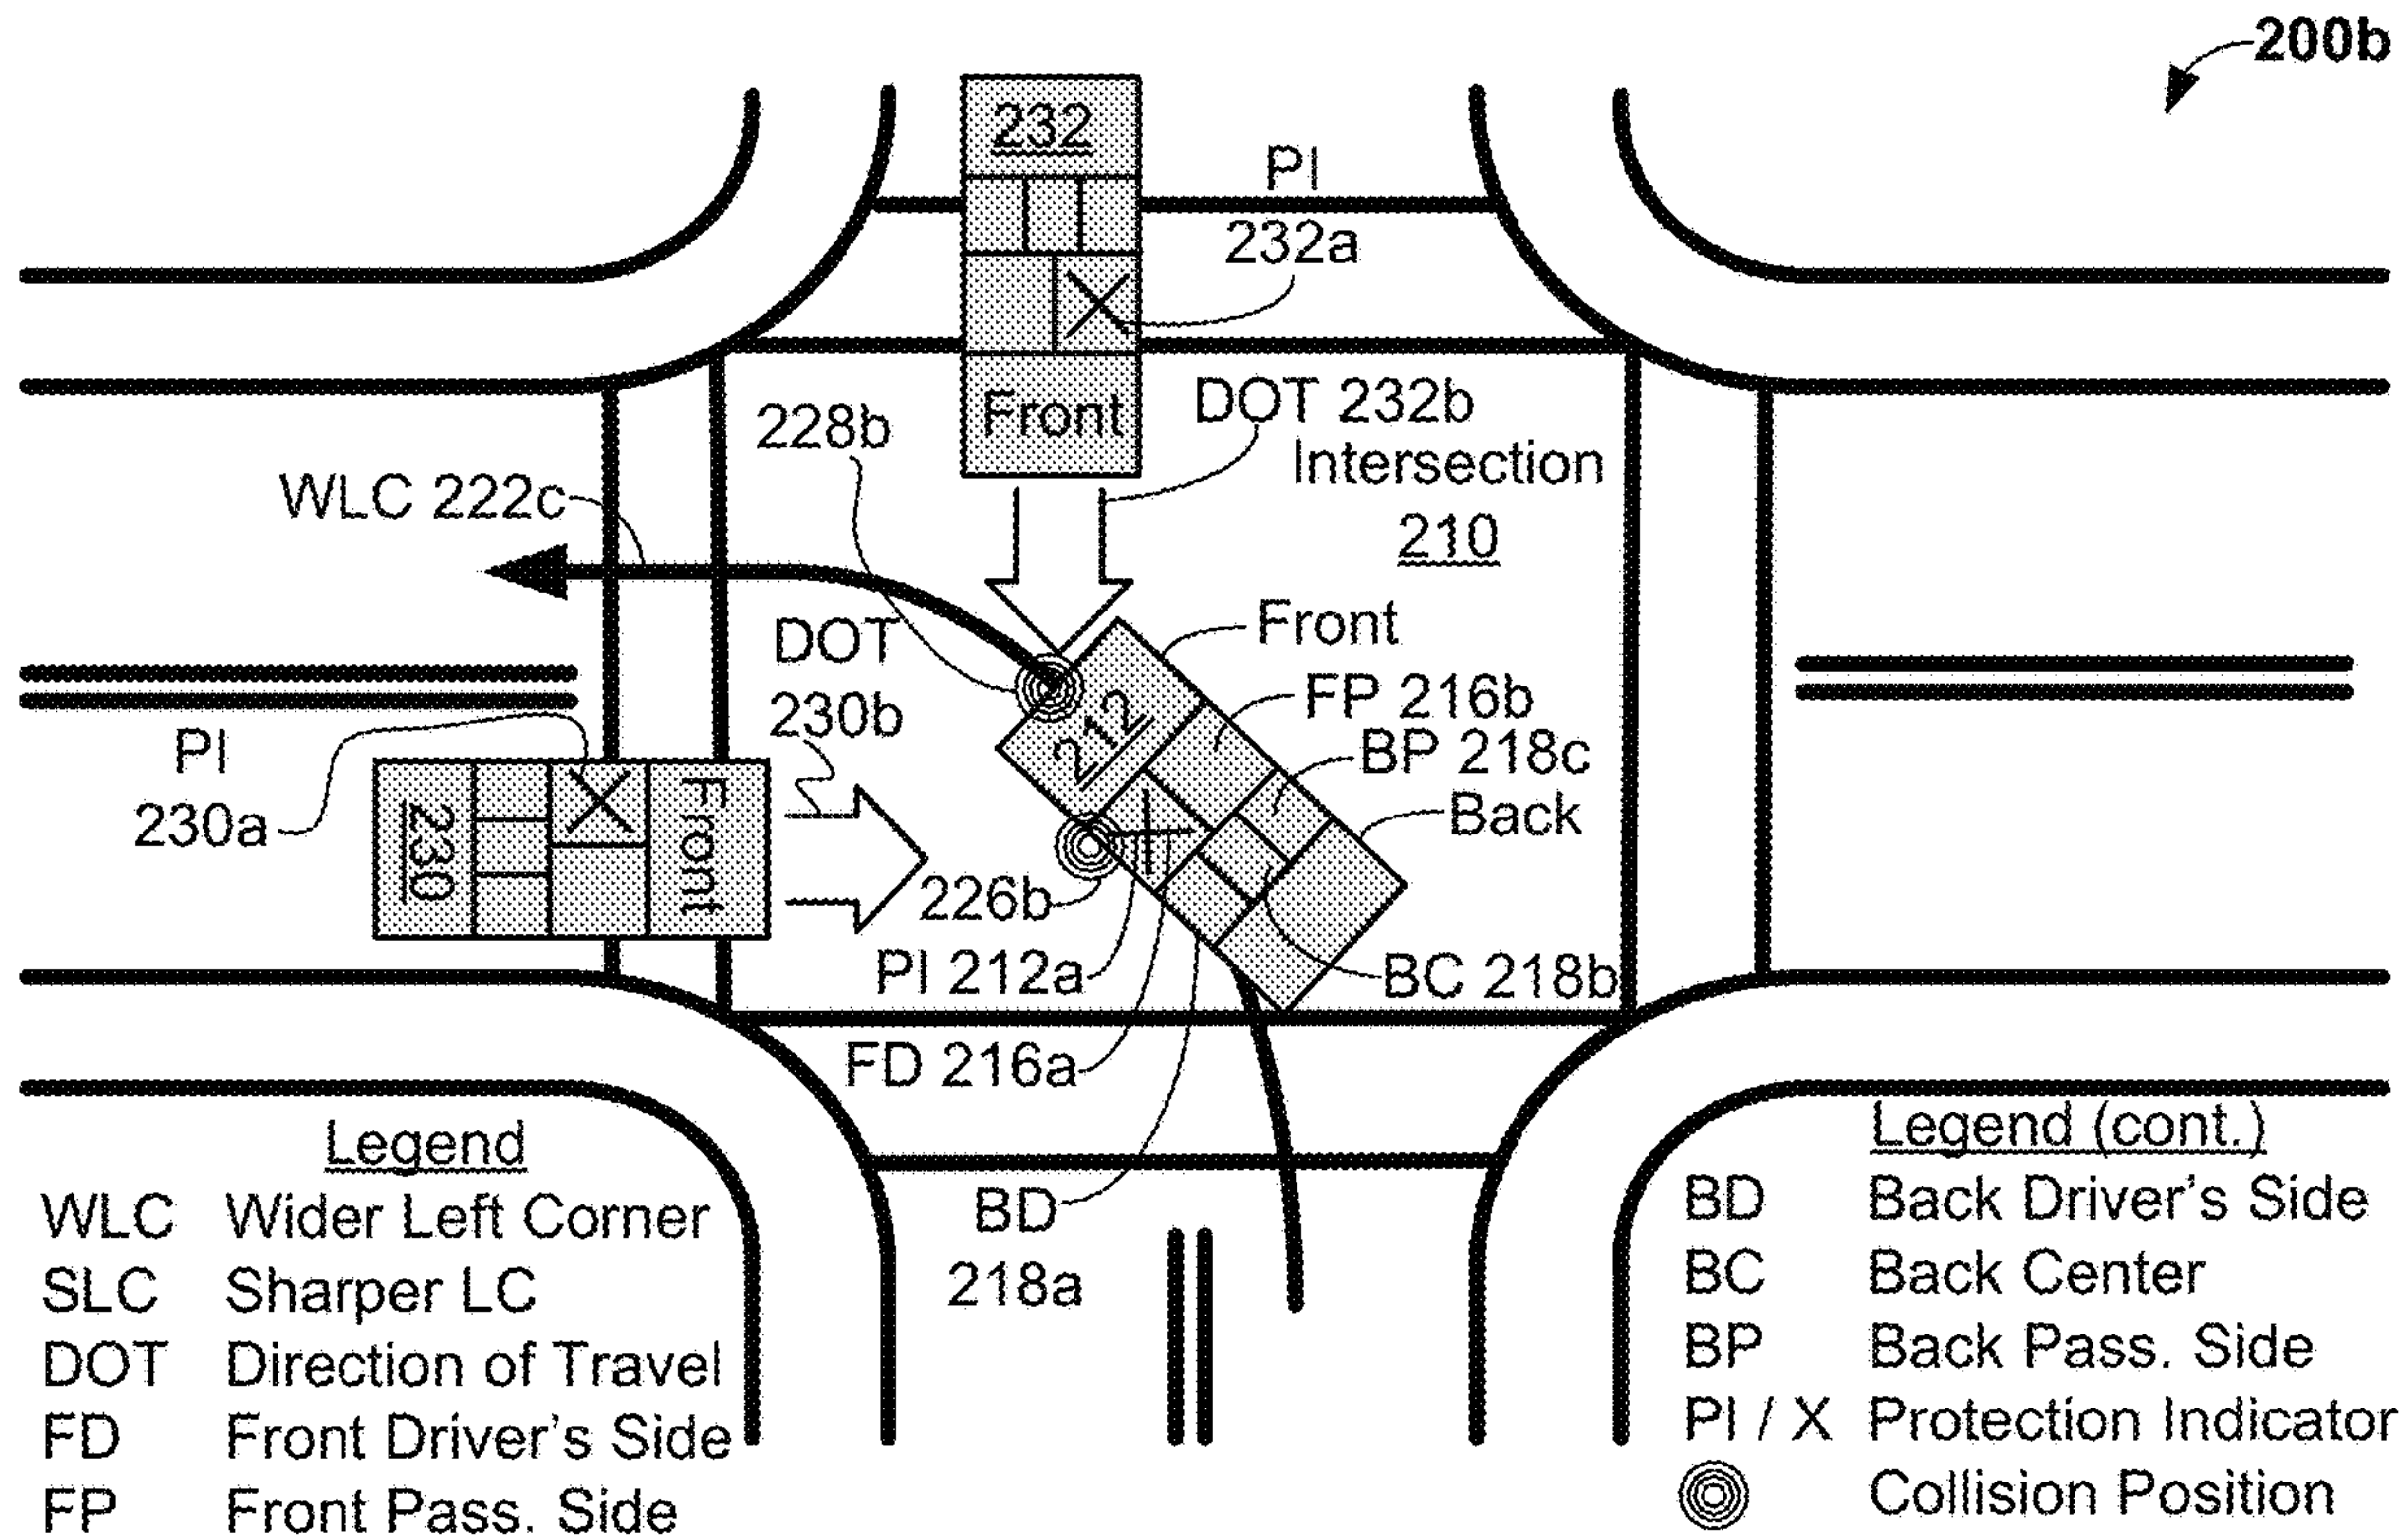 200b
232
PI
232a
Front
DOT 232b
Intersection
210
228b
WLC 222c
DOT
230b
Front
FP 216b
BP 218c
Back
212
PI
230a
230
Front
226b
PI 212a
BC 218b
FD 216a
BD
218a
Legend
WLC Wider Left Corner
SLC Sharper LC
DOT Direction of Travel
FD Front Driver's Side
FP Front Pass. Side
Legend (cont.)
BD Back Driver's Side
BC Back Center
BP Back Pass. Side
PI / X Protection Indicator
Collision Position